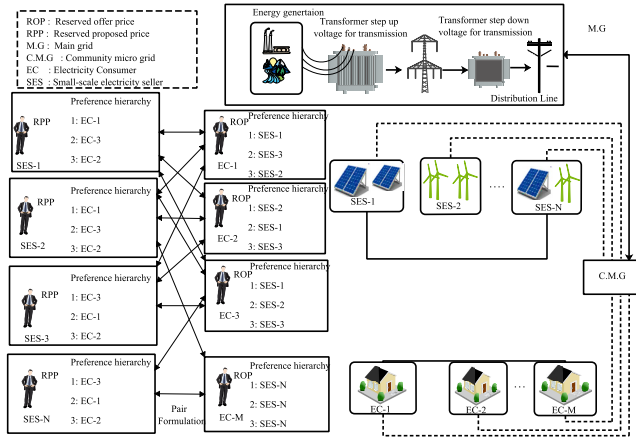 ROP : Reserved offer price
RPP : Reserved proposed price
M.G : Main grid
C.M.G : Community micro grid
EC : Electricity Consumer
SES : Small-scale electricity seller
Energy genertaion
Transformer step up
voltage for transmission
Transformer step down
voltage for transmission
Distribution Line
M.G
Preference hierarchy
RPP
1: EC-1
2: EC-3
3: EC-2
SES-1
Preference hierarchy
RPP
1: EC-1
2: EC-3
3: EC-2
SES-2
Preference hierarchy
RPP
1: EC-3
2: EC-1
3: EC-2
SES-3
Preference hierarchy
RPP
1: EC-3
2: EC-1
3: EC-2
SES-N
Pair
Formulation
Preference hierarchy
ROP
1: SES-1
2: SES-3
3: SES-2
EC-1
Preference hierarchy
ROP
1: SES-2
2: SES-1
3: SES-3
EC-2
Preference hierarchy
ROP
1: SES-1
2: SES-2
3: SES-3
EC-3
Preference hierarchy
ROP
1: SES-N
2: SES-N
3: SES-N
EC-M
SES-1
SES-2
....
SES-N
C.M.G
EC-1
EC-2
...
EC-M